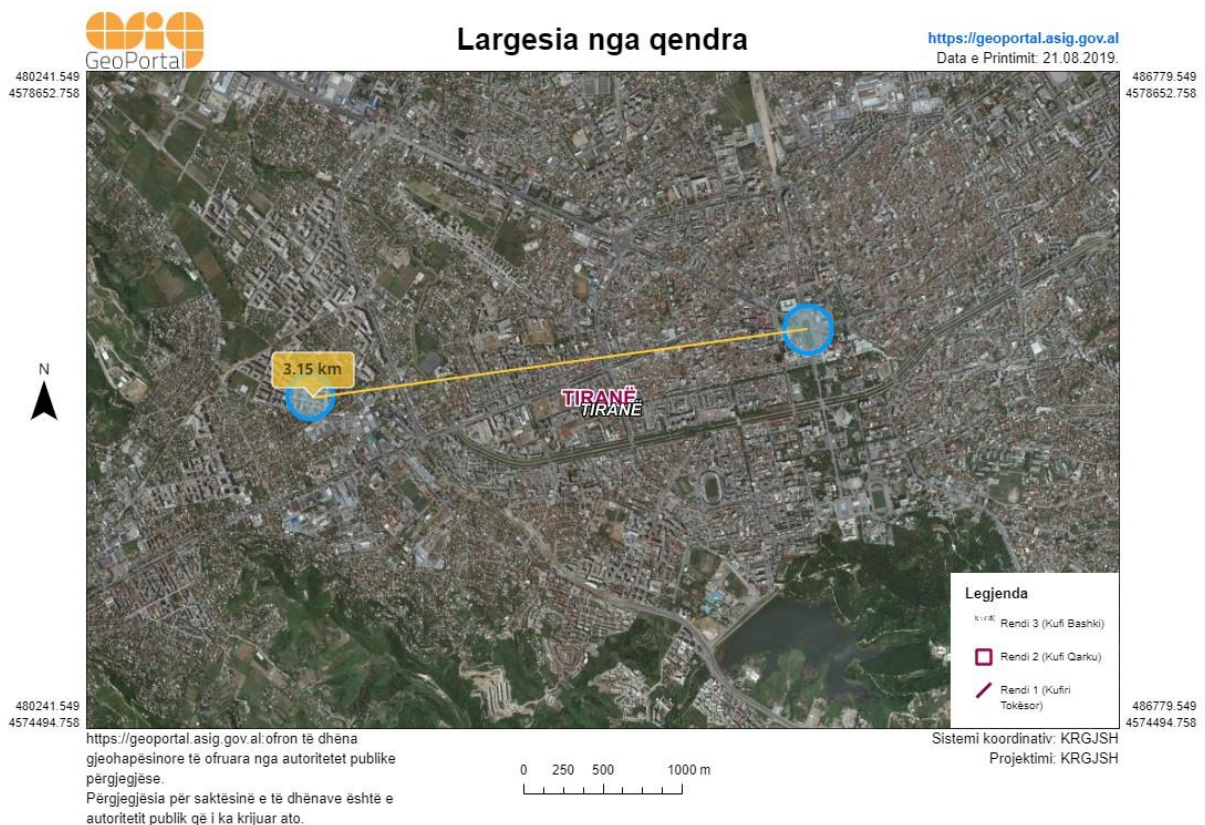 asig
GeoPortal
Largesia nga qendra
https://geoportal.asig.gov.al
Data e Printimit: 21.08.2019.
480241.549
4578652.758
486779.549
4578652.758
N
3.15 km
TIRANË
TIRANË
Legjenda
Rendi 3 (Kufi Bashki)
Rendi 2 (Kufi Qarku)
Rendi 1 (Kufiri
Tokësor)
480241.549
4574494.758
486779.549
4574494.758
https://geoportal.asig.gov.al:ofron të dhëna
gjeohapësinore të ofruara nga autoritetet publike
përgjegjëse.
Përgjegjësia për saktësinë e të dhënave është e
autoritetit publik që i ka krijuar ato.
0 250 500 1000 m
Sistemi koordinativ: KRGJSH
Projektimi: KRGJSH